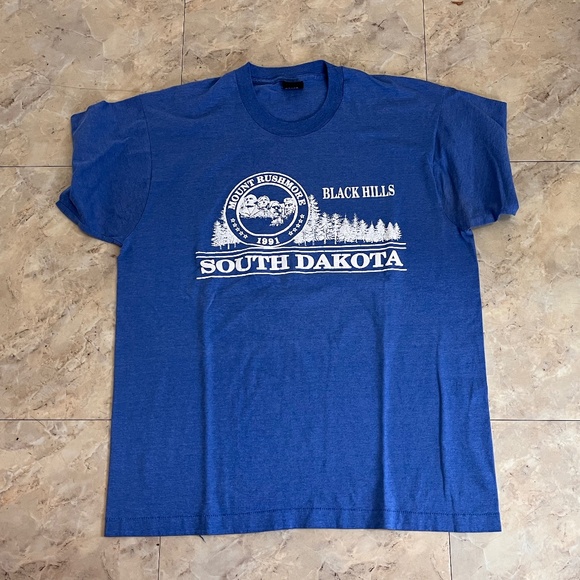 MOUNT RUSHMORE
1991
BLACK HILLS
SOUTH DAKOTA